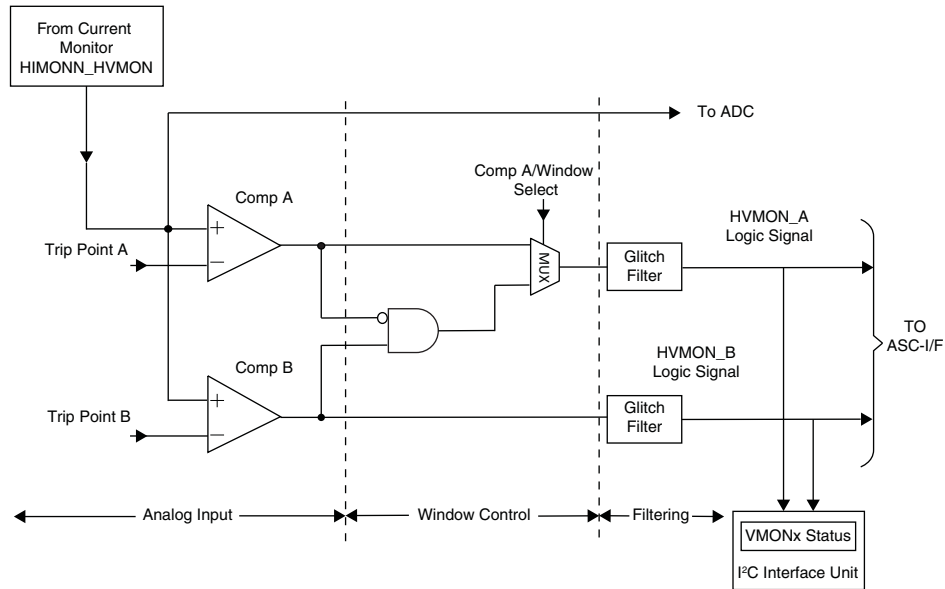 From Current
Monitor
HIMONN_HVMON
To ADC
Comp A/Window
Select
Comp A
HVMON_A
Logic Signal
+
−
Trip Point A
MUX
Glitch
Filter
TO
ASC-I/F
HVMON_B
Logic Signal
Comp B
+
−
Trip Point B
Glitch
Filter
Analog Input
Window Control
Filtering
VMONx Status
I²C Interface Unit